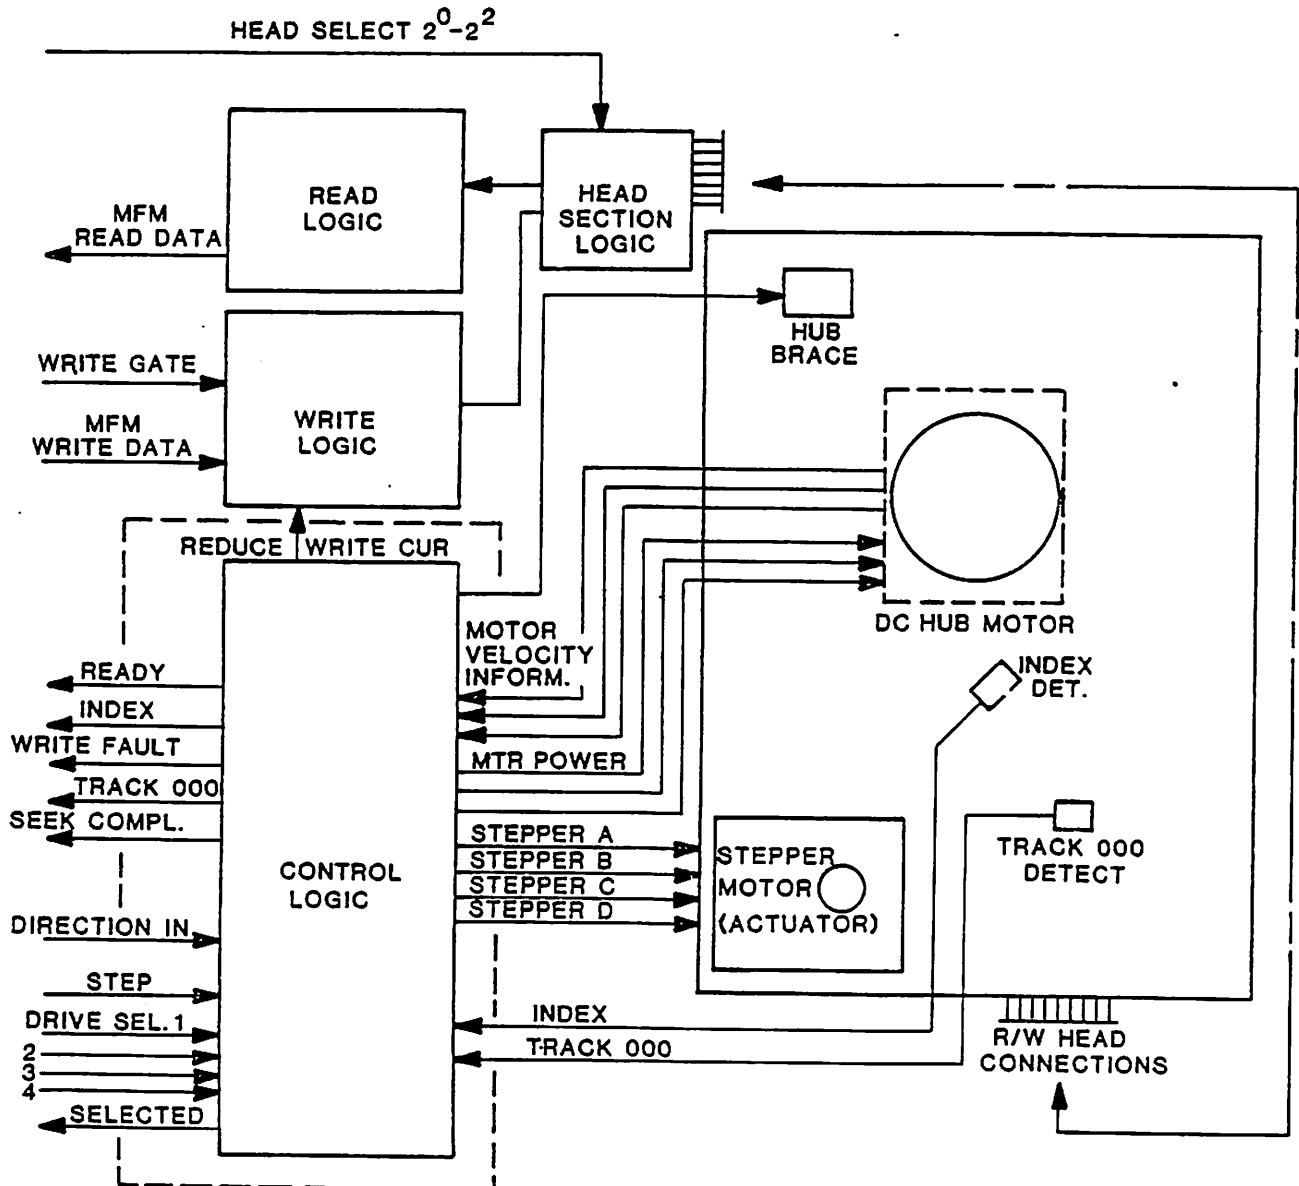 HEAD SELECT 2⁰-2²
READ
LOGIC
HEAD
SECTION
LOGIC
MFM
READ DATA
HUB
BRACE
WRITE GATE
MFM
WRITE DATA
WRITE
LOGIC
REDUCE WRITE CUR
DC HUB MOTOR
MOTOR
VELOCITY
INFORM.
INDEX
DET.
READY
INDEX
WRITE FAULT
TRACK 000
SEEK COMPL.
MTR POWER
STEPPER A
STEPPER B
STEPPER C
STEPPER D
CONTROL
LOGIC
STEPPER
MOTOR
(ACTUATOR)
TRACK 000
DETECT
DIRECTION IN
STEP
DRIVE SEL.1
2
3
4
SELECTED
INDEX
TRACK 000
R/W HEAD
CONNECTIONS